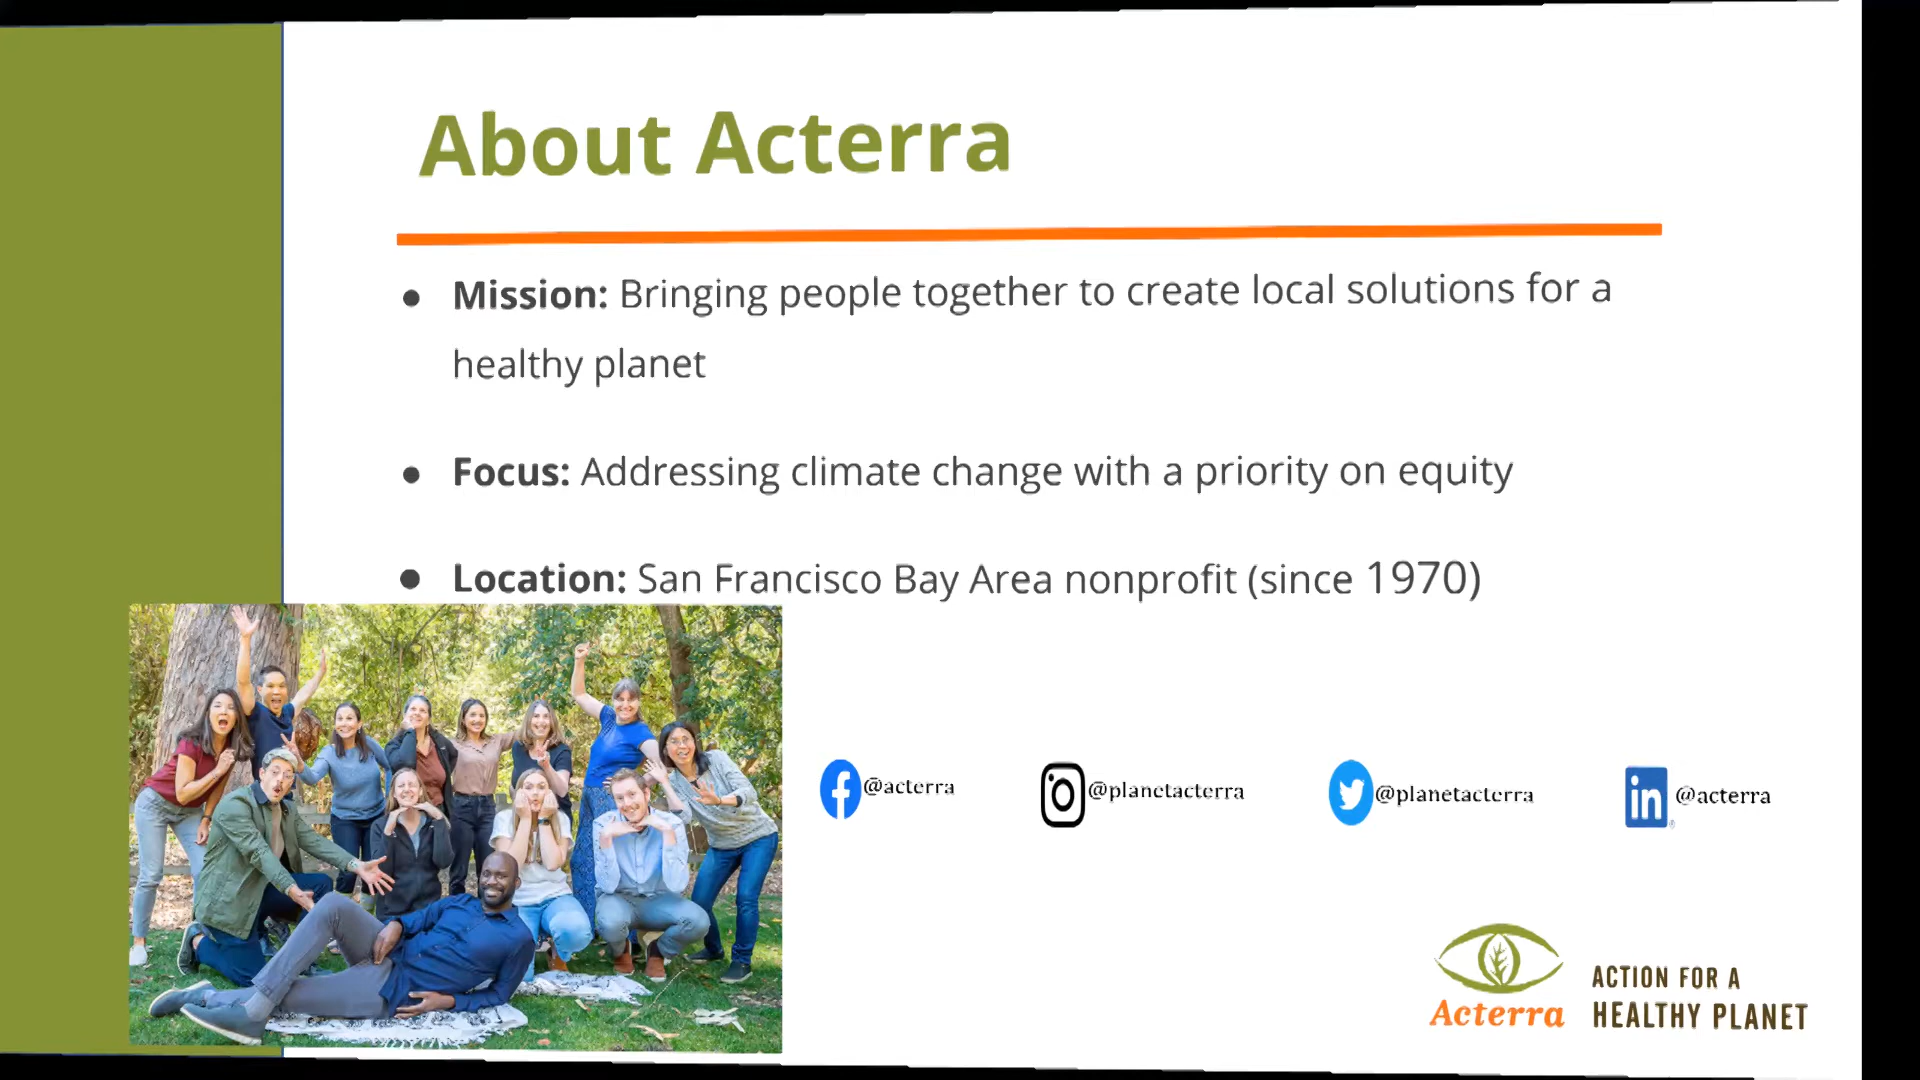 About Acterra
● Mission: Bringing people together to create local solutions for a
healthy planet
● Focus: Addressing climate change with a priority on equity
● Location: San Francisco Bay Area nonprofit (since 1970)
@acterra
@planetacterra
@planetacterra
@acterra
Acterra
ACTION FOR A
HEALTHY PLANET